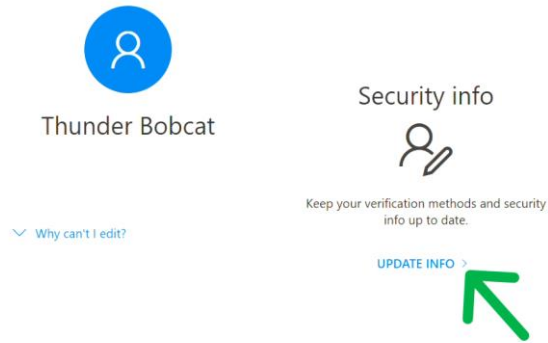 Thunder Bobcat
Why can't I edit?
Security info
Keep your verification methods and security
info up to date.
UPDATE INFO >